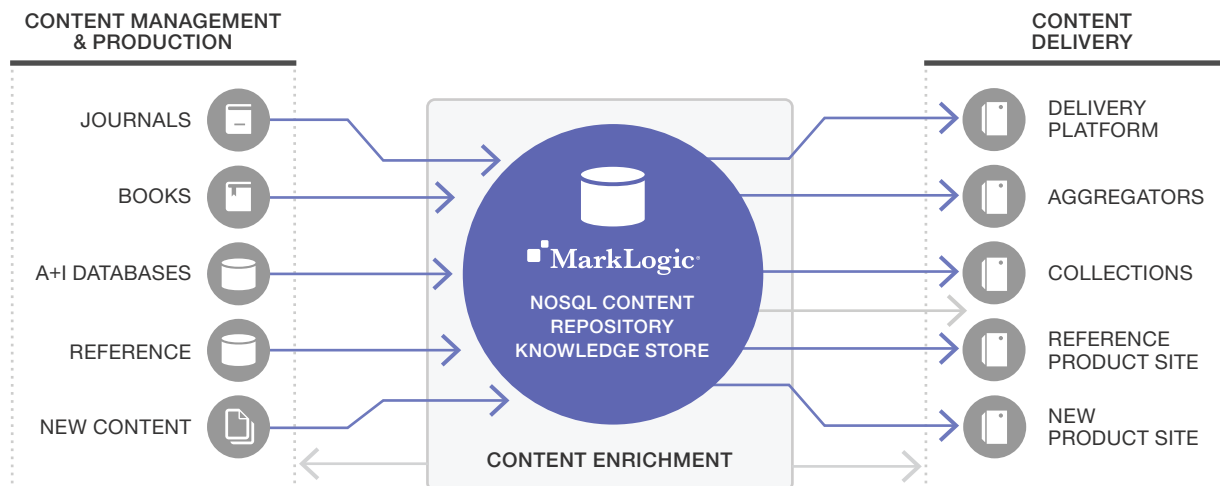 CONTENT MANAGEMENT
& PRODUCTION
JOURNALS
BOOKS
A+I DATABASES
REFERENCE
NEW CONTENT
MarkLogic®
NOSQL CONTENT
REPOSITORY
KNOWLEDGE STORE
CONTENT ENRICHMENT
CONTENT
DELIVERY
DELIVERY
PLATFORM
AGGREGATORS
COLLECTIONS
REFERENCE
PRODUCT SITE
NEW
PRODUCT SITE